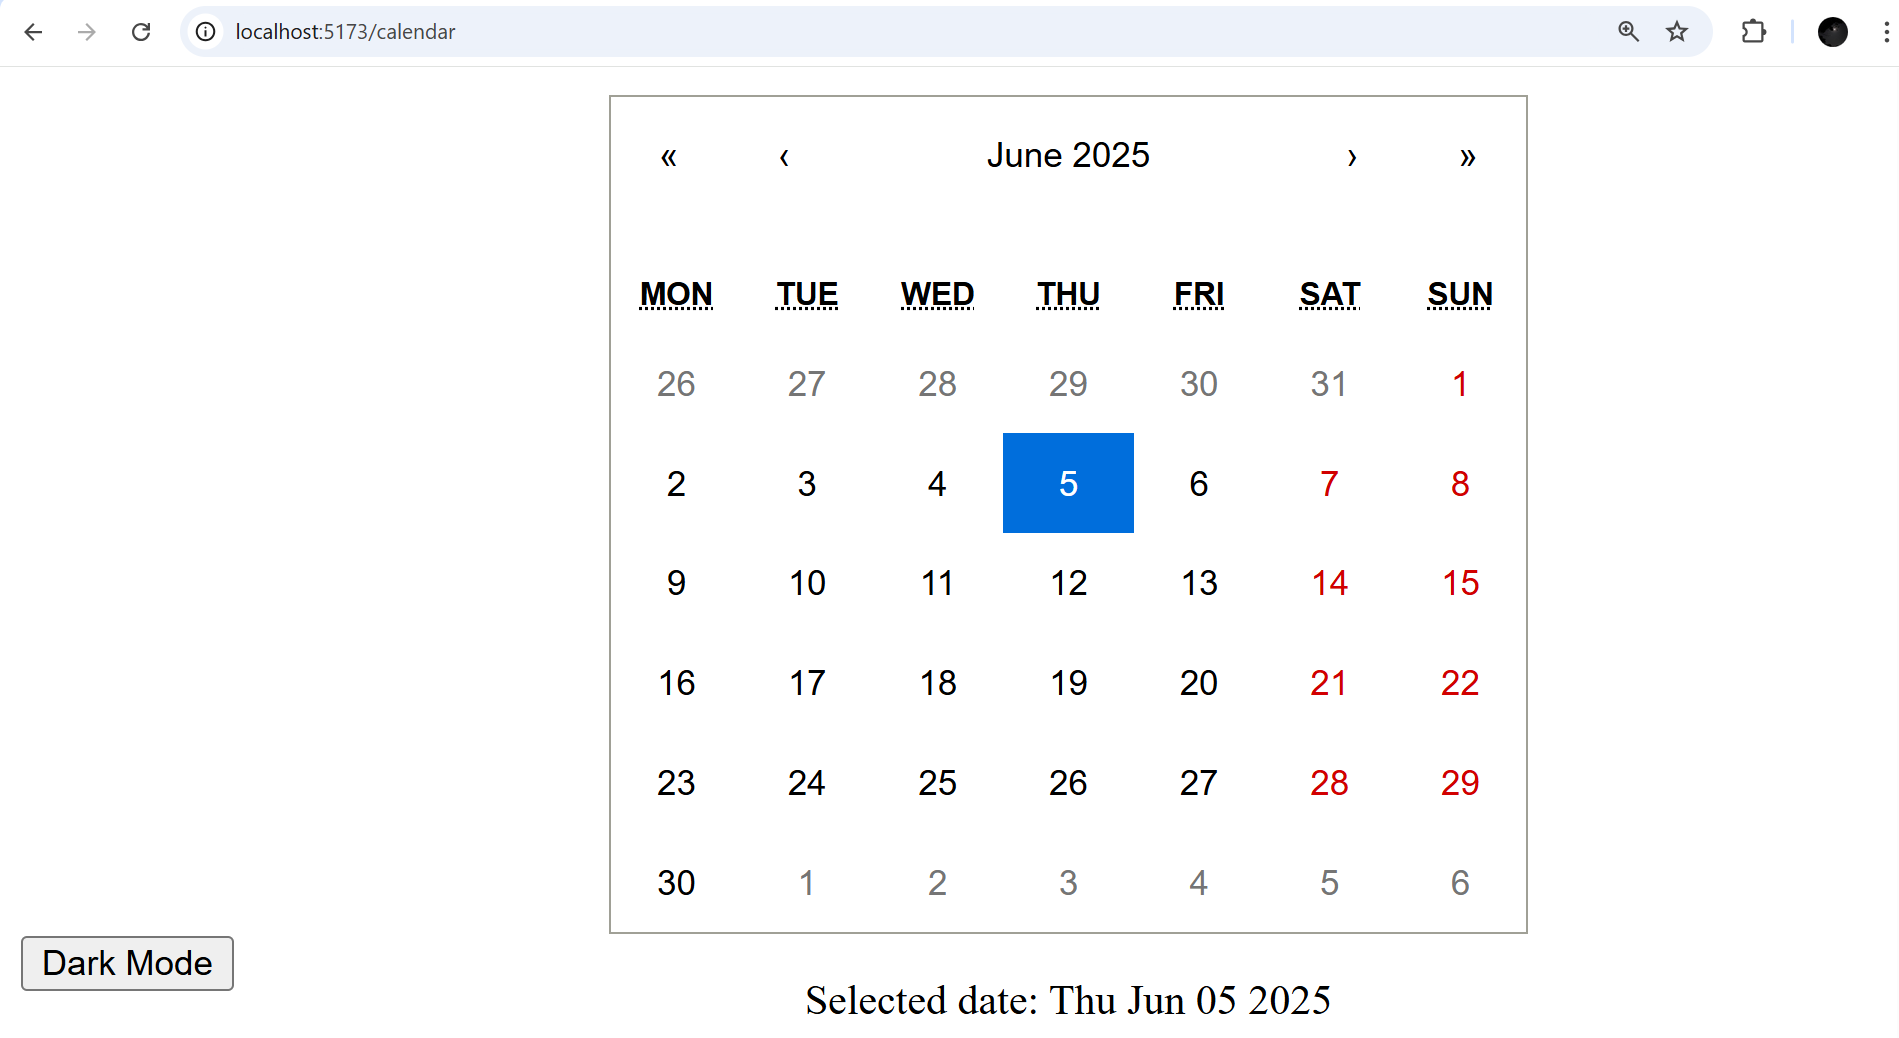 localhost:5173/calendar
« ‹ June 2025 › »
MON TUE WED THU FRI SAT SUN
26 27 28 29 30 31 1
2 3 4 5 6 7 8
9 10 11 12 13 14 15
16 17 18 19 20 21 22
23 24 25 26 27 28 29
30 1 2 3 4 5 6
Dark Mode
Selected date: Thu Jun 05 2025